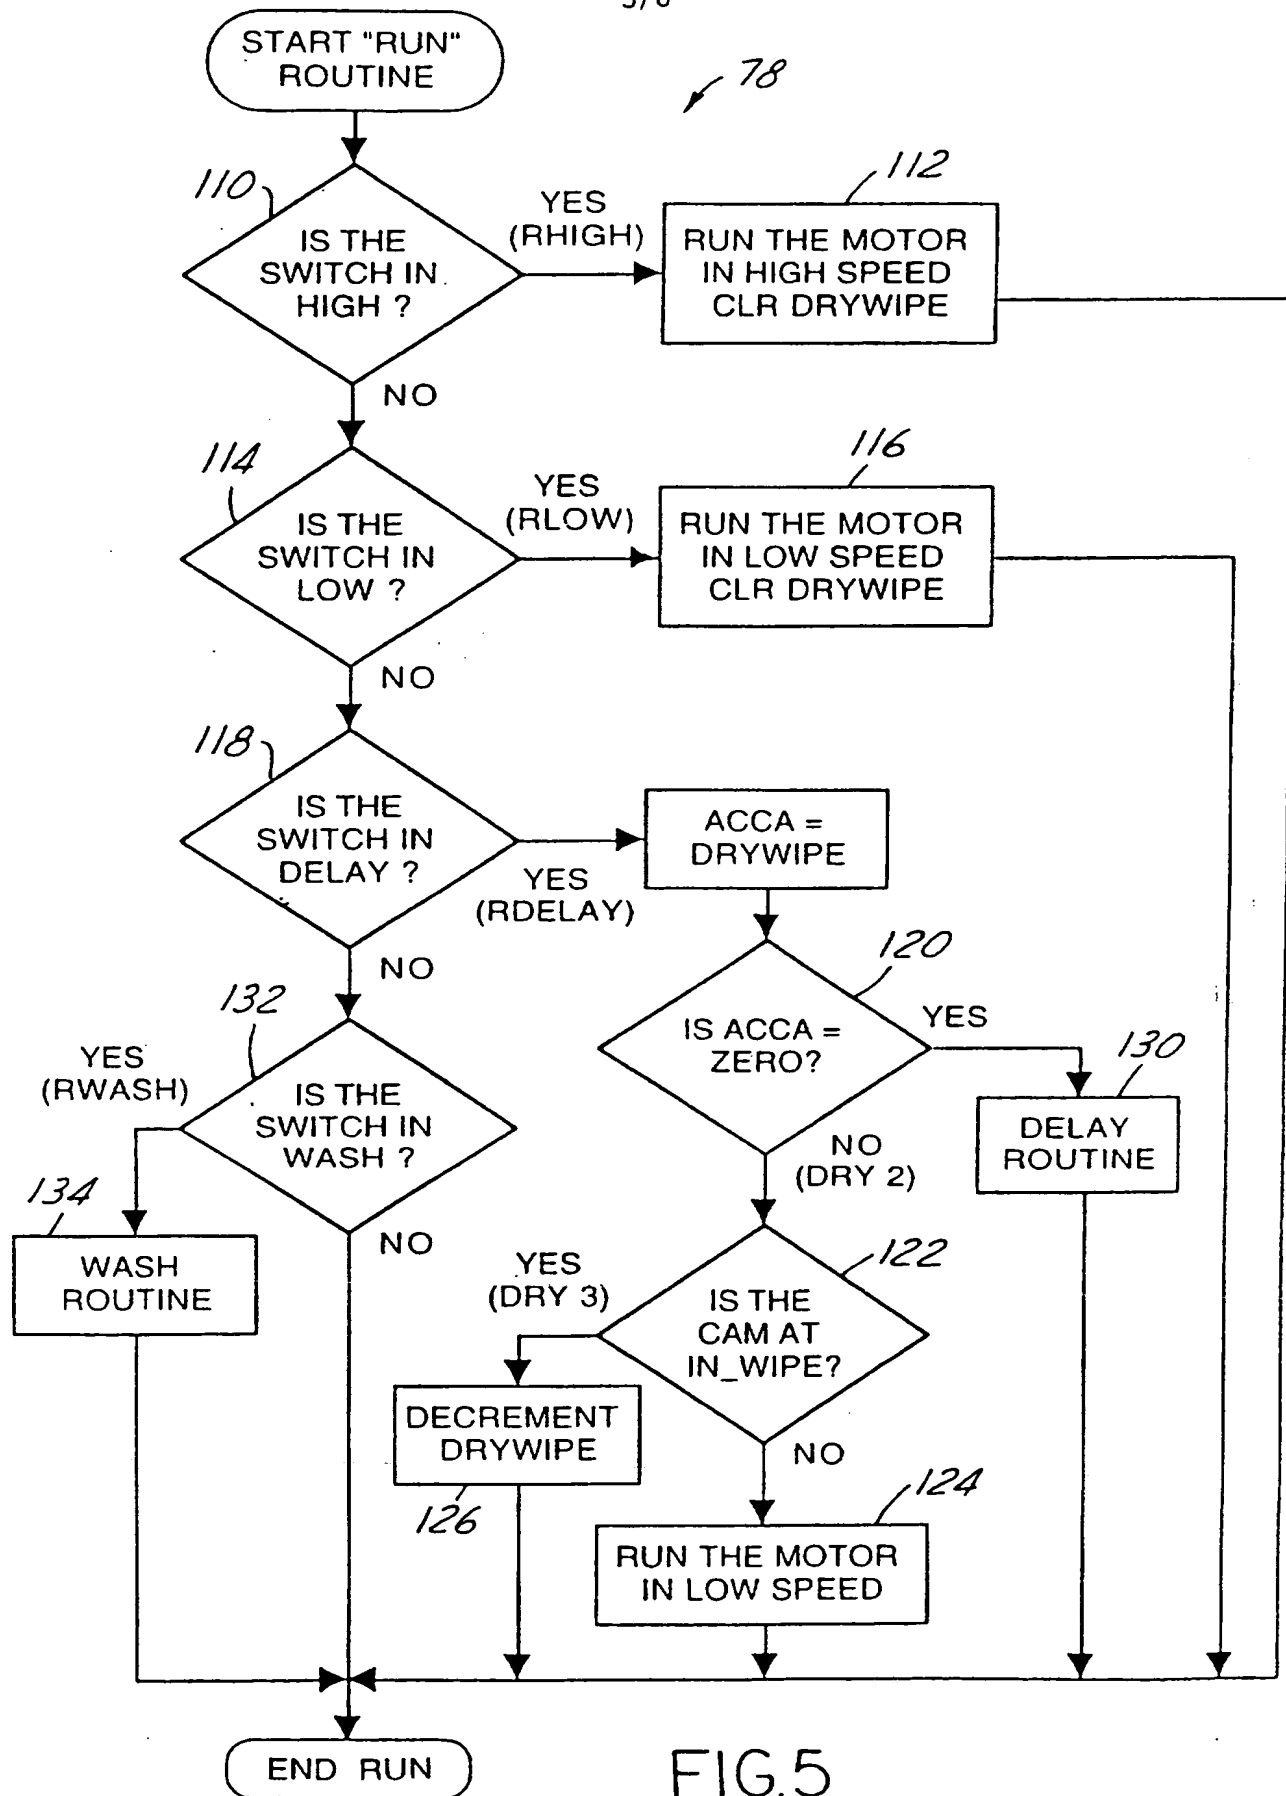 START "RUN"
ROUTINE
78
110
IS THE
SWITCH IN
HIGH ?
YES
(RHIGH)
112
RUN THE MOTOR
IN HIGH SPEED
CLR DRYWIPE
NO
114
IS THE
SWITCH IN
LOW ?
YES
(RLOW)
116
RUN THE MOTOR
IN LOW SPEED
CLR DRYWIPE
NO
118
IS THE
SWITCH IN
DELAY ?
YES
(RDELAY)
ACCA =
DRYWIPE
NO
120
IS ACCA =
ZERO?
YES
130
DELAY
ROUTINE
132
IS THE
SWITCH IN
WASH ?
YES
(RWASH)
134
WASH
ROUTINE
NO
NO
(DRY 2)
122
IS THE
CAM AT
IN_WIPE?
YES
(DRY 3)
DECREMENT
DRYWIPE
126
NO
124
RUN THE MOTOR
IN LOW SPEED
END RUN
FIG.5